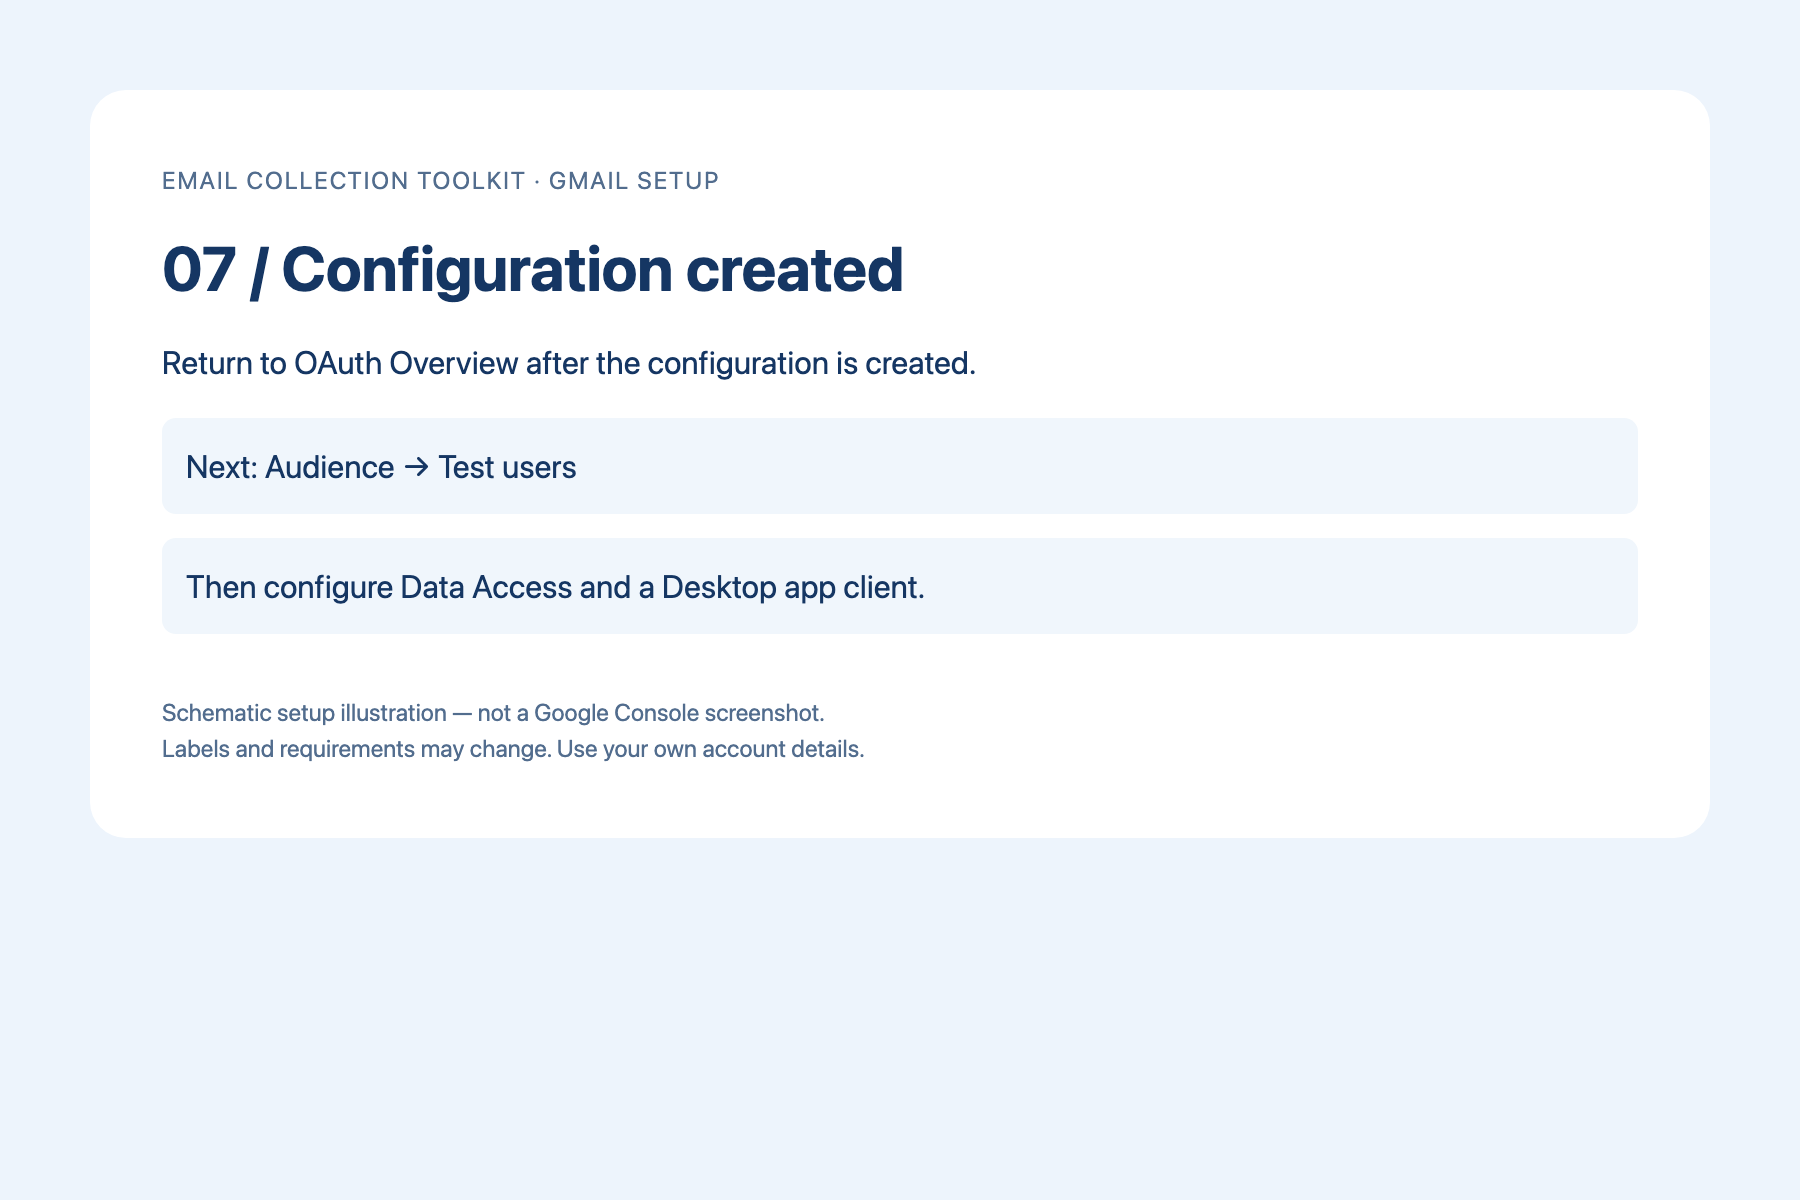 EMAIL COLLECTION TOOLKIT · GMAIL SETUP
07 / Configuration created
Return to OAuth Overview after the configuration is created.
Next: Audience → Test users
Then configure Data Access and a Desktop app client.
Schematic setup illustration — not a Google Console screenshot.
Labels and requirements may change. Use your own account details.